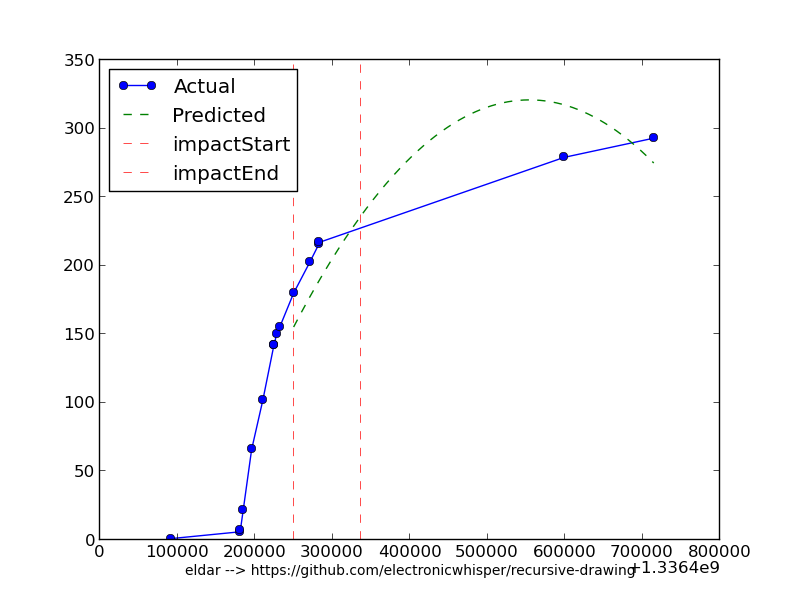 350
300
250
200
150
100
50
0
Actual
Predicted
impactStart
impactEnd
0 100000 200000 300000 400000 500000 600000 700000 800000
+1.3364e9
eldar --> https://github.com/electronicwhisper/recursive-drawing